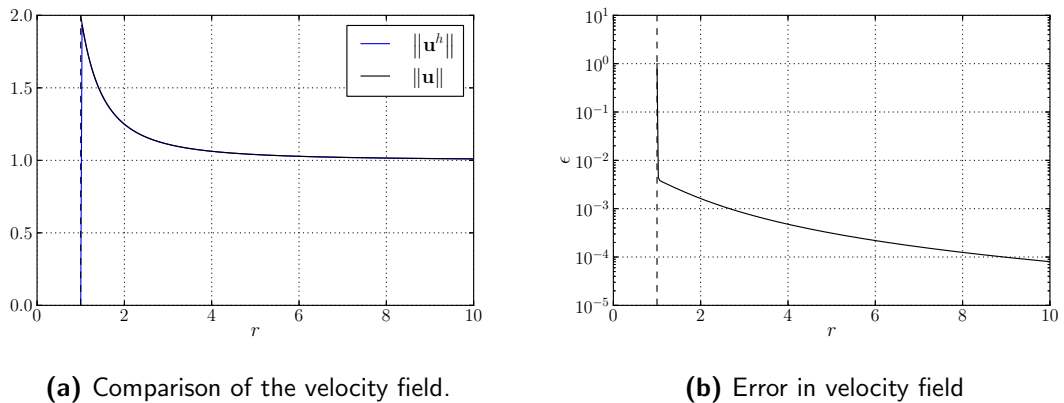 2.0
1.5
1.0
0.5
0.0
0 2 4 6 8 10
r
‖u^h‖
‖u‖
(a) Comparison of the velocity field.
10^1
10^0
10^-1
10^-2
10^-3
10^-4
10^-5
ϵ
0 2 4 6 8 10
r
(b) Error in velocity field